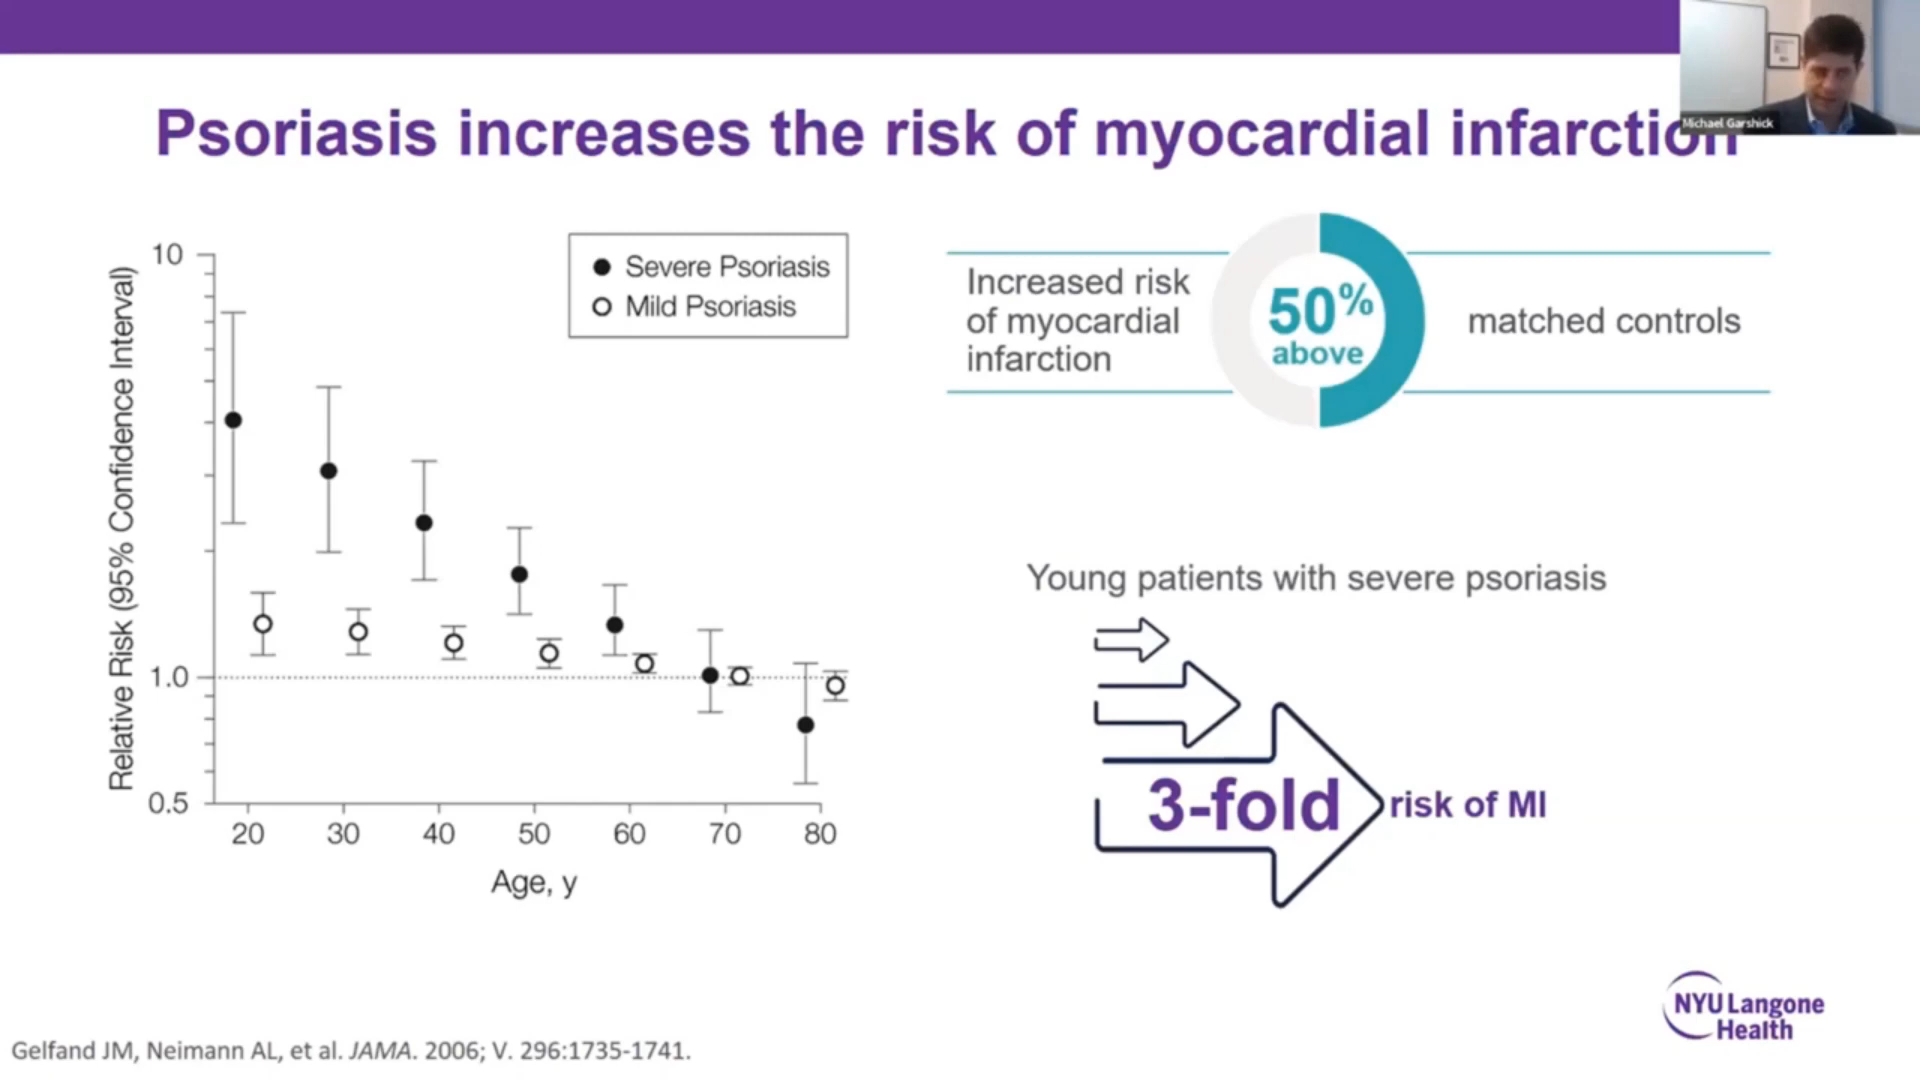 Michael Garshick
Psoriasis increases the risk of myocardial infarction
Relative Risk (95% Confidence Interval)
10
1.0
0.5
Severe Psoriasis
Mild Psoriasis
20 30 40 50 60 70 80
Age, y
Increased risk
of myocardial
infarction
50%
above
matched controls
Young patients with severe psoriasis
3-fold risk of MI
NYU Langone
Health
Gelfand JM, Neimann AL, et al. JAMA. 2006; V. 296:1735-1741.